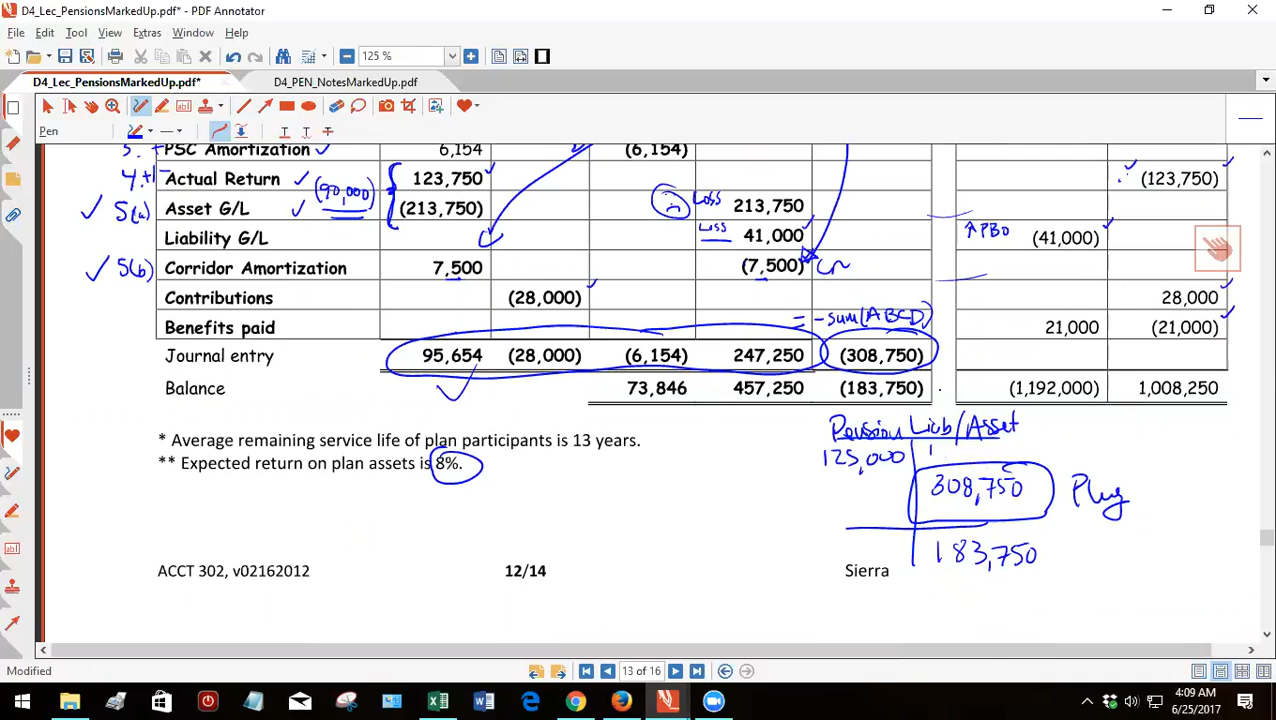 D4_Lec_PensionsMarkedUp.pdf* - PDF Annotator
File Edit Tool View Extras Window Help
125 %
D4_Lec_PensionsMarkedUp.pdf* D4_PEN_NotesMarkedUp.pdf
Pen
3. + PSC Amortization 6,154 (6,154)
4. +/- Actual Return 123,750 (123,750)
(90,000)
5(a) Asset G/L (213,750) Loss 213,750
Liability G/L Loss 41,000 ↑ PBO (41,000)
5(b) Corridor Amortization 7,500 (7,500)
Contributions (28,000) 28,000
= -sum(ABCD)
Benefits paid 21,000 (21,000)
Journal entry 95,654 (28,000) (6,154) 247,250 (308,750)
Balance 73,846 457,250 (183,750) (1,192,000) 1,008,250
Pension Liab/Asset
* Average remaining service life of plan participants is 13 years.
125,000
** Expected return on plan assets is 8%.
308,750 Plug
183,750
ACCT 302, v02162012 12/14 Sierra
Modified 13 of 16
4:09 AM
6/25/2017